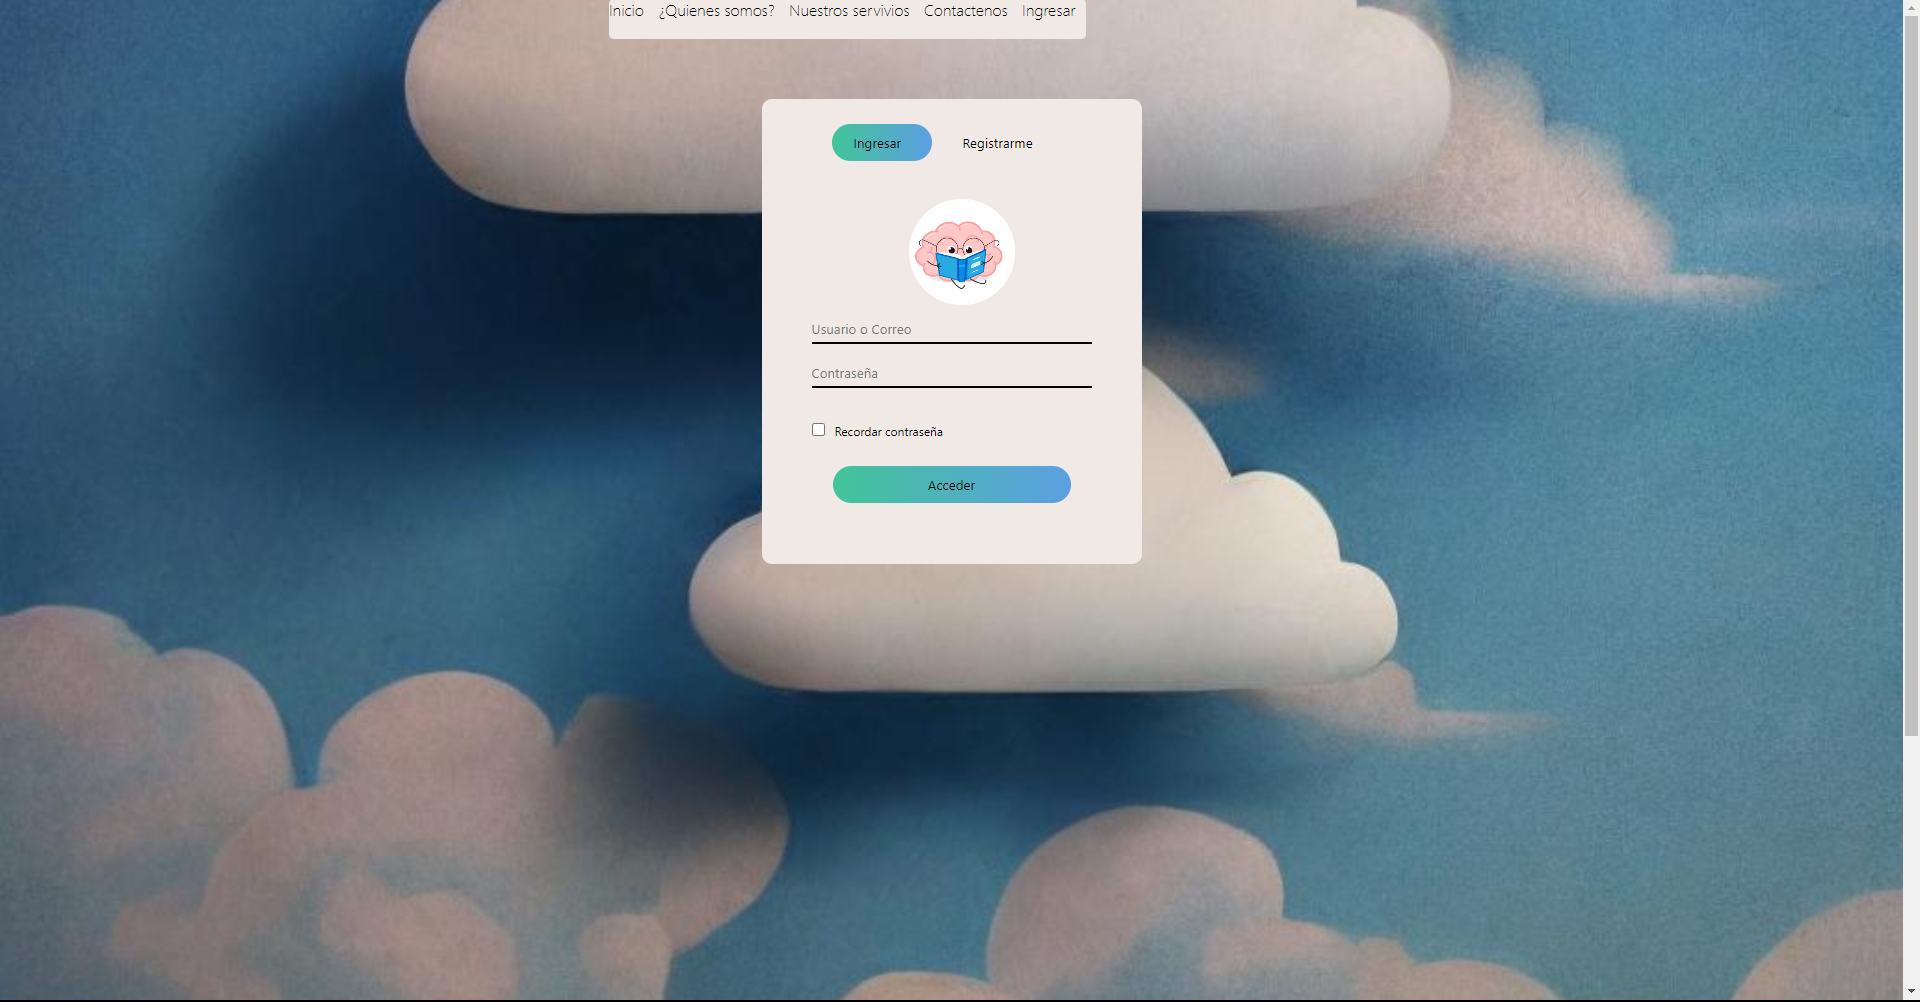 Inicio ¿Quienes somos? Nuestros servivios Contactenos Ingresar
Ingresar Registrarme
Usuario o Correo
Contraseña
Recordar contraseña
Acceder